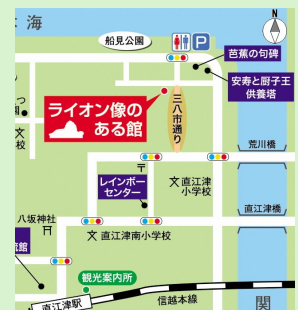 海
N
船見公園
P
芭蕉の句碑
安寿と厨子王
供養塔
ライオン像の
ある館
三八市通り
荒川橋
文
校
レインボー
センター
文 直江津
小学校
直江津橋
八坂神社
文 直江津南小学校
館
観光案内所
直江津駅
信越本線
関